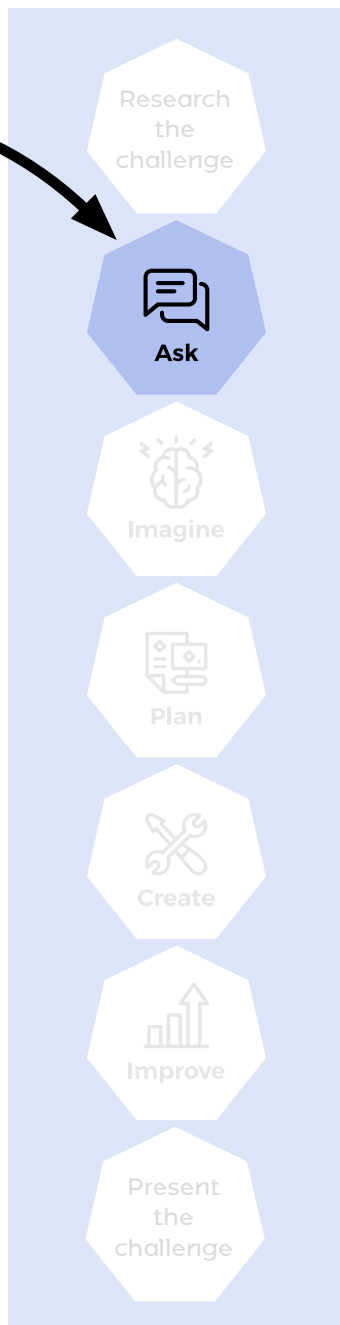 Research
the
challenge
Ask
Imagine
Plan
Create
Improve
Present
the
challenge